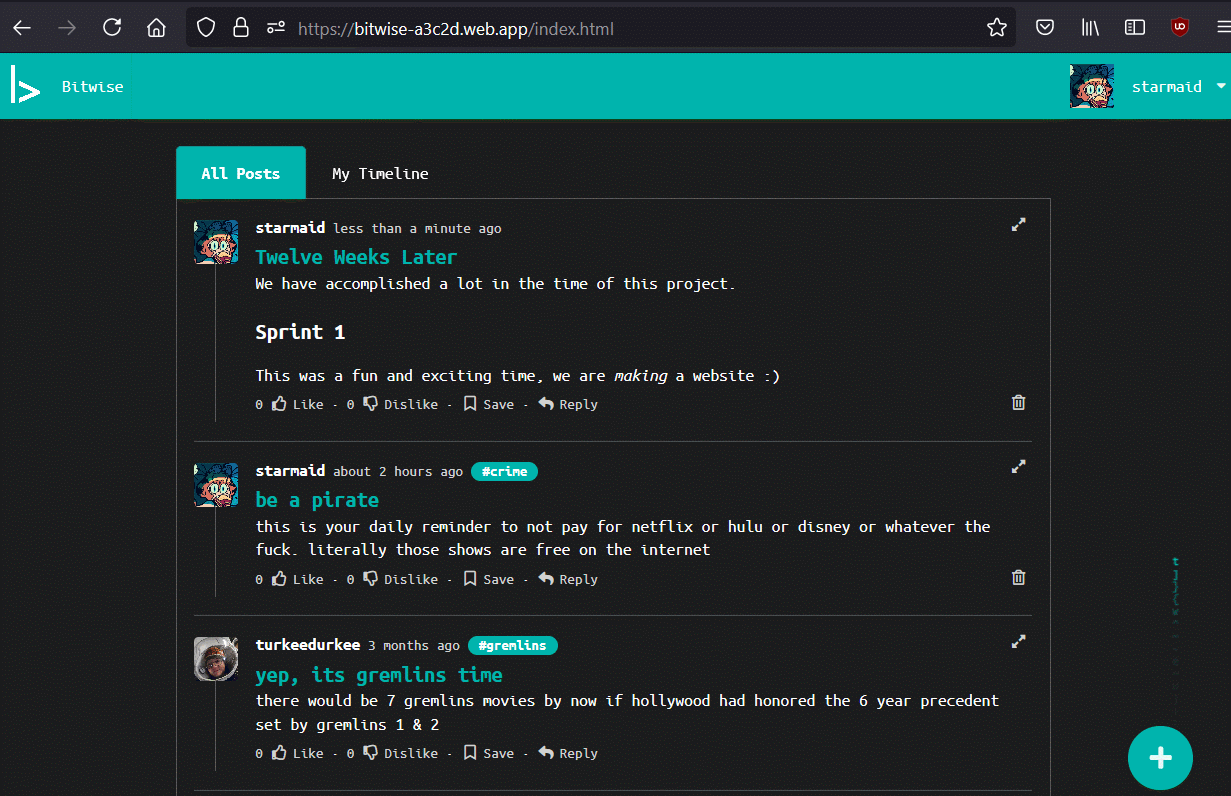 https://bitwise-a3c2d.web.app/index.html
Bitwise
starmaid
All Posts
My Timeline
starmaid less than a minute ago
Twelve Weeks Later
We have accomplished a lot in the time of this project.
Sprint 1
This was a fun and exciting time, we are making a website :)
0 Like - 0 Dislike - Save - Reply
starmaid about 2 hours ago #crime
be a pirate
this is your daily reminder to not pay for netflix or hulu or disney or whatever the
fuck. literally those shows are free on the internet
0 Like - 0 Dislike - Save - Reply
turkeedurkee 3 months ago #gremlins
yep, its gremlins time
there would be 7 gremlins movies by now if hollywood had honored the 6 year precedent
set by gremlins 1 & 2
0 Like - 0 Dislike - Save - Reply